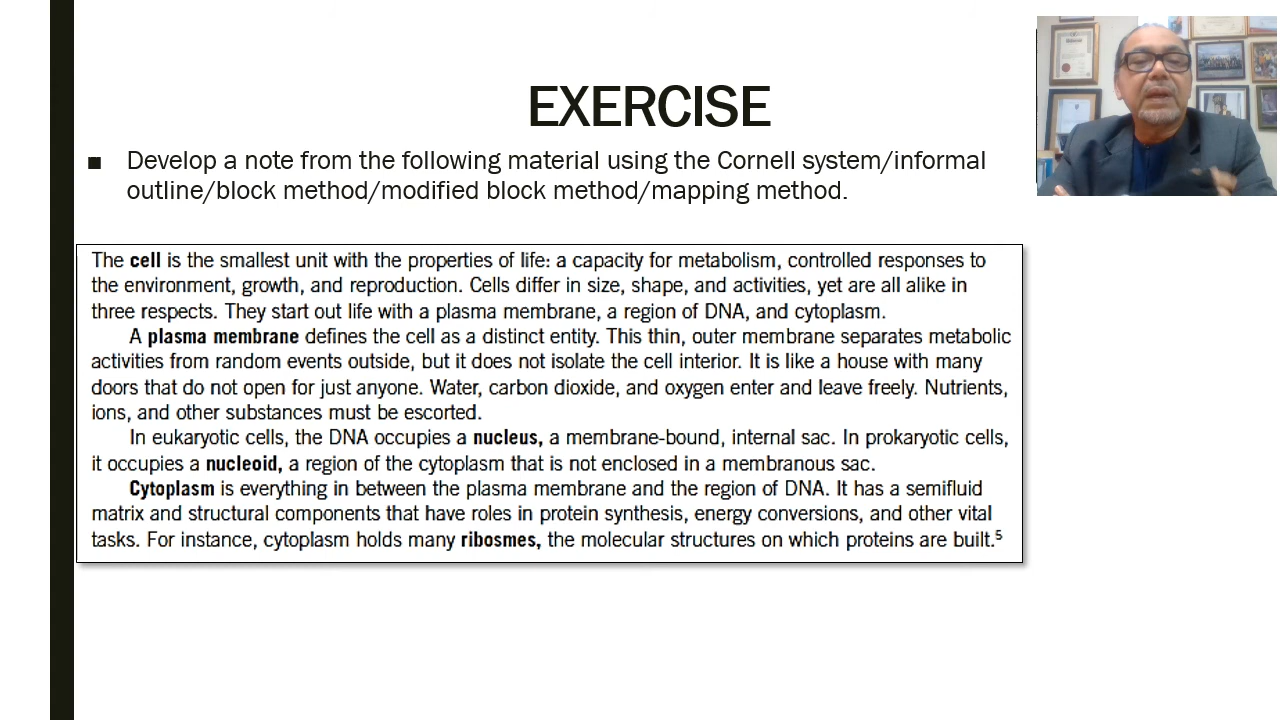 EXERCISE
■ Develop a note from the following material using the Cornell system/informal
outline/block method/modified block method/mapping method.
The cell is the smallest unit with the properties of life: a capacity for metabolism, controlled responses to
the environment, growth, and reproduction. Cells differ in size, shape, and activities, yet are all alike in
three respects. They start out life with a plasma membrane, a region of DNA, and cytoplasm.
A plasma membrane defines the cell as a distinct entity. This thin, outer membrane separates metabolic
activities from random events outside, but it does not isolate the cell interior. It is like a house with many
doors that do not open for just anyone. Water, carbon dioxide, and oxygen enter and leave freely. Nutrients,
ions, and other substances must be escorted.
In eukaryotic cells, the DNA occupies a nucleus, a membrane-bound, internal sac. In prokaryotic cells,
it occupies a nucleoid, a region of the cytoplasm that is not enclosed in a membranous sac.
Cytoplasm is everything in between the plasma membrane and the region of DNA. It has a semifluid
matrix and structural components that have roles in protein synthesis, energy conversions, and other vital
tasks. For instance, cytoplasm holds many ribosmes, the molecular structures on which proteins are built.⁵